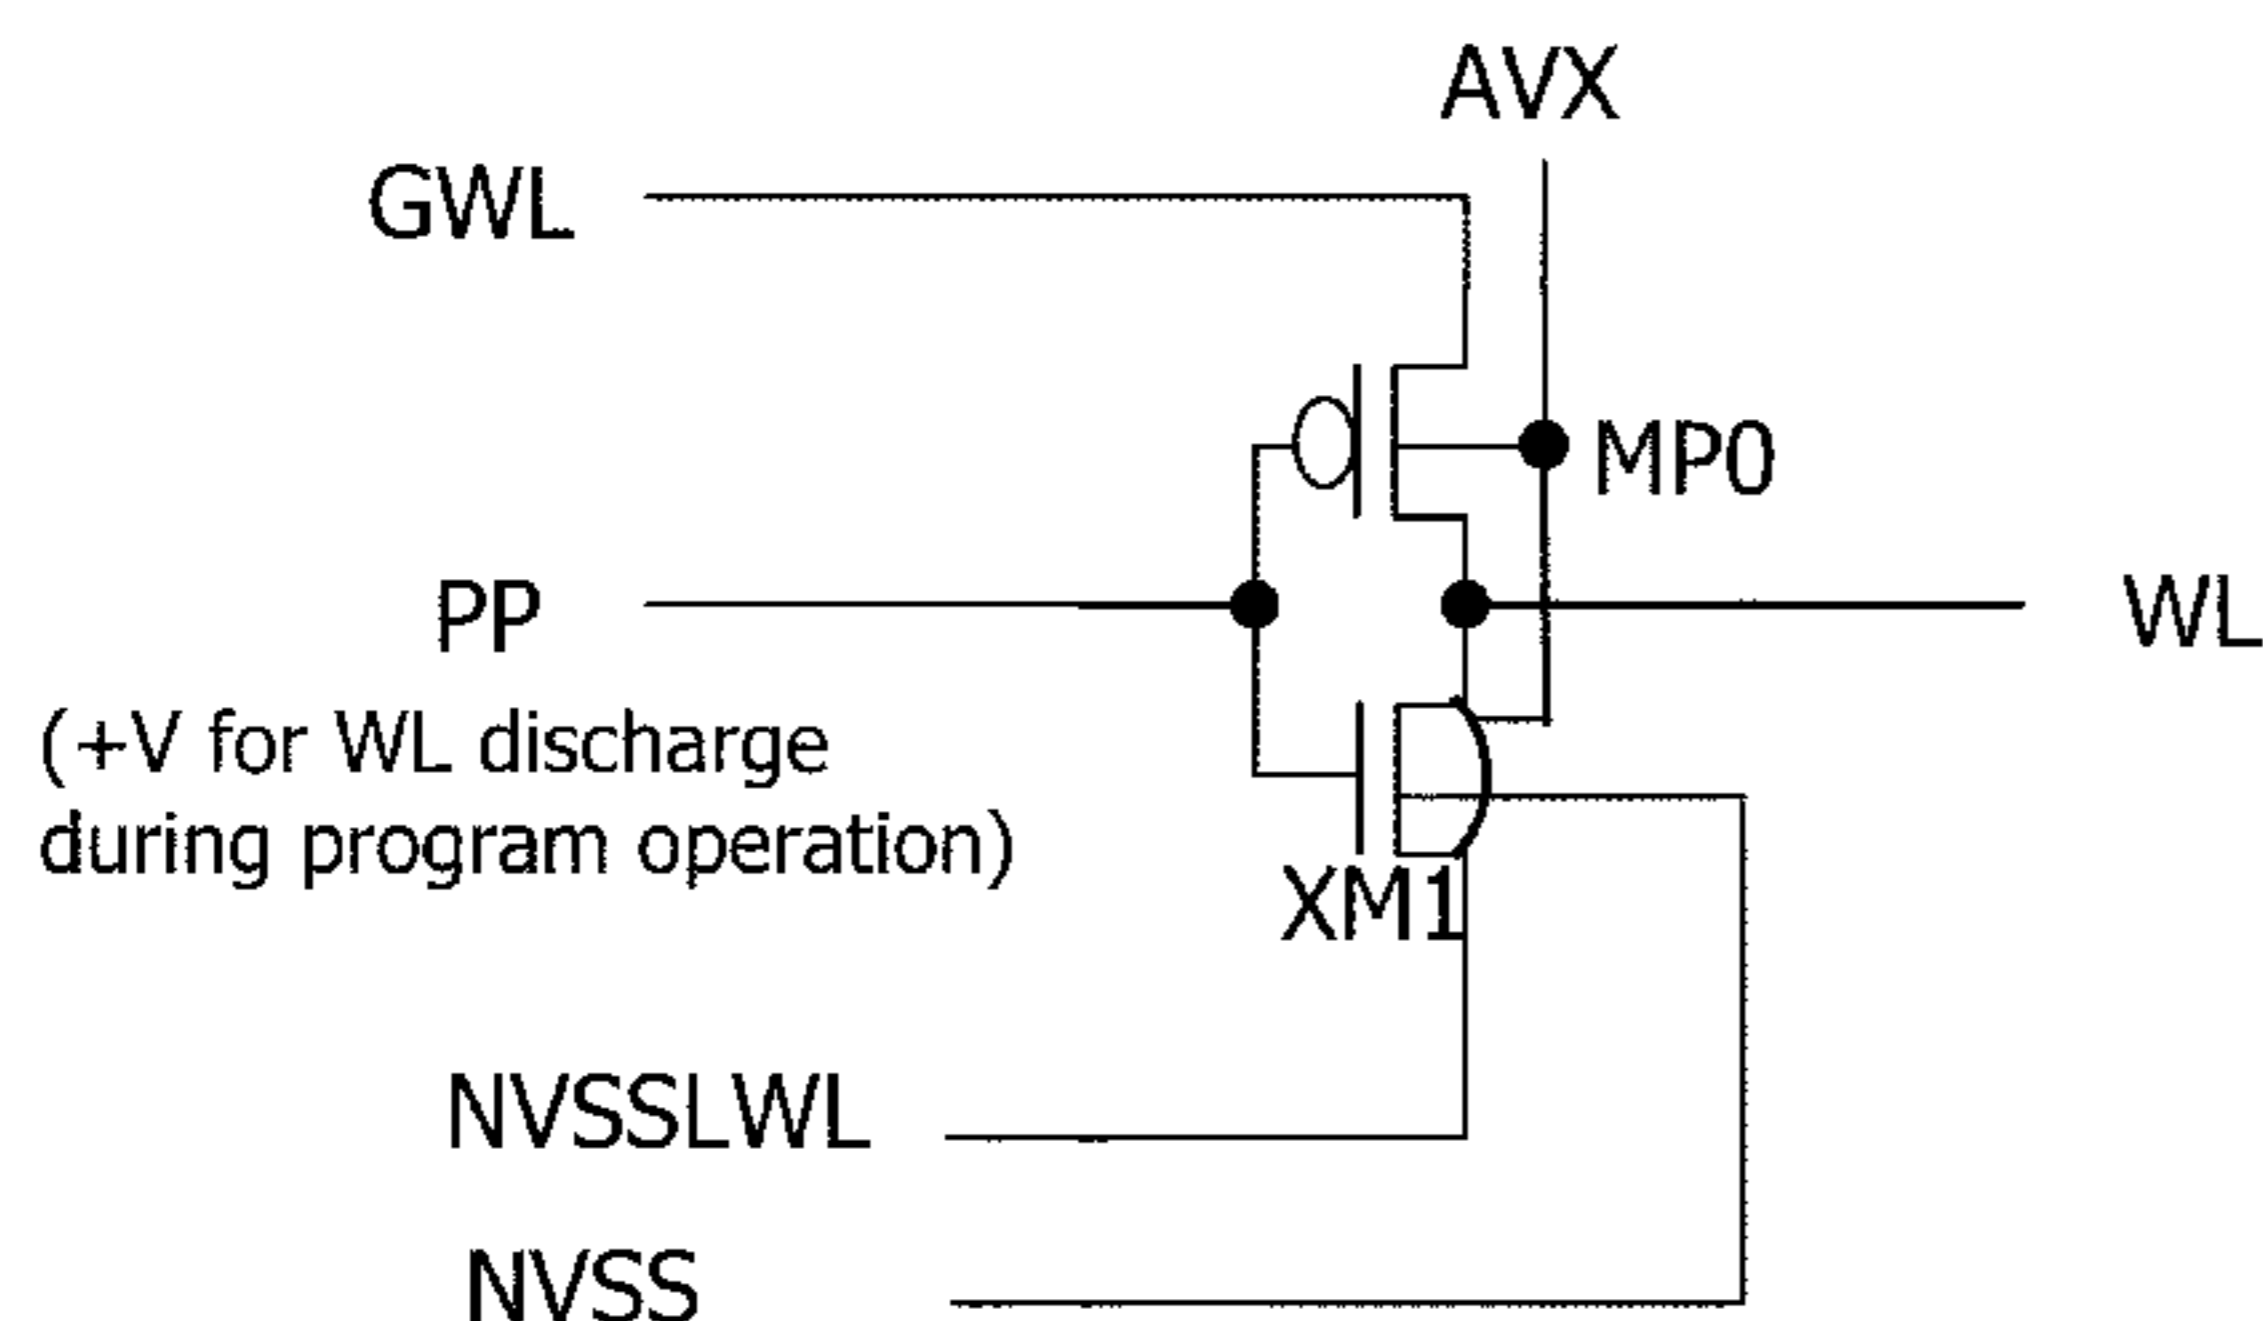 AVX
GWL
MP0
PP
WL
(+V for WL discharge
during program operation)
XM1
NVSSLWL
NVSS